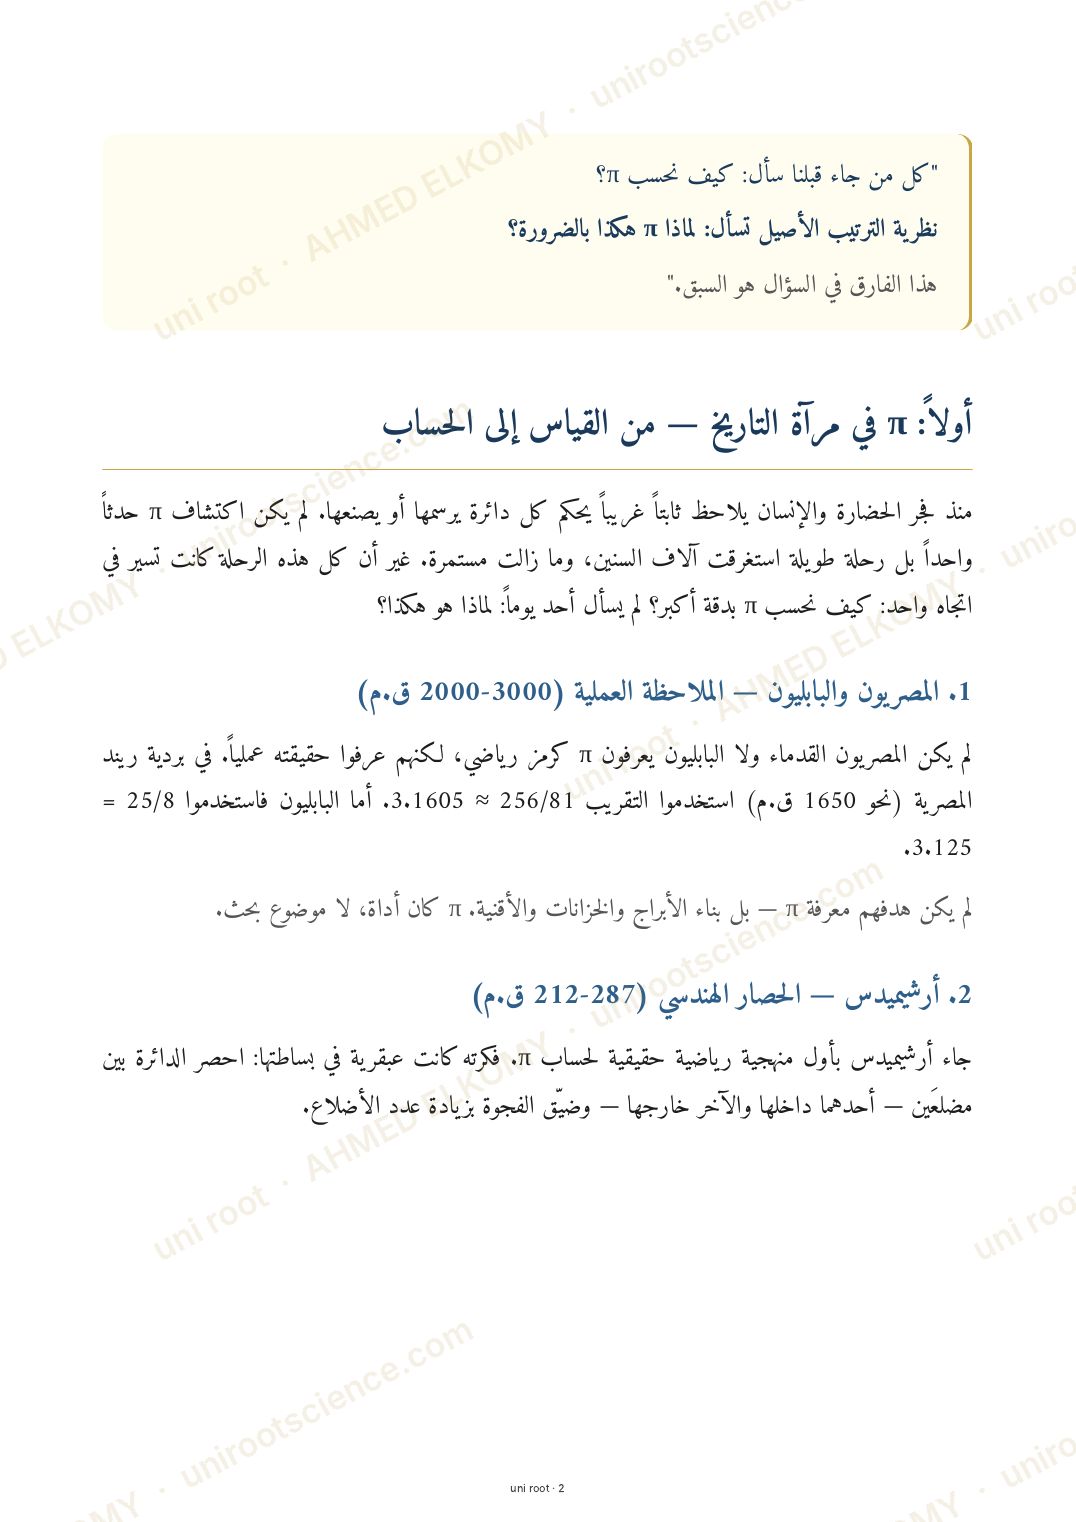 "كل من جاء قبلنا سأل: كيف نحسب π؟
نظرية الترتيب الأصيل تسأل: لماذا π هكذا بالضرورة؟
هذا الفارق في السؤال هو السبق."
أولاً: π في مرآة التاريخ — من القياس إلى الحساب
منذ فجر الحضارة والإنسان يلاحظ ثابتاً غريباً يحكم كل دائرة يرسمها أو يصنعها. لم يكن اكتشاف π حدثاً
واحداً بل رحلة طويلة استغرقت آلاف السنين، وما زالت مستمرة. غير أن كل هذه الرحلة كانت تسير في
اتجاه واحد: كيف نحسب π بدقة أكبر؟ لم يسأل أحد يوماً: لماذا هو هكذا؟
1. المصريون والبابليون — الملاحظة العملية (3000-2000 ق.م)
لم يكن المصريون القدماء ولا البابليون يعرفون π كرمز رياضي، لكنهم عرفوا حقيقته عملياً. في بردية ريند
المصرية (نحو 1650 ق.م) استخدموا التقريب 256/81 ≈ 3.1605. أما البابليون فاستخدموا 25/8 =
3.125.
لم يكن هدفهم معرفة π — بل بناء الأبراج والخزانات والأقنية. π كان أداة، لا موضوع بحث.
2. أرشيميدس — الحصار الهندسي (287-212 ق.م)
جاء أرشيميدس بأول منهجية رياضية حقيقية لحساب π. فكرته كانت عبقرية في بساطتها: احصر الدائرة بين
مضلعَين — أحدهما داخلها والآخر خارجها — وضيّق الفجوة بزيادة عدد الأضلاع.
uni root · AHMED ELKOMY · unirootscience.com
uni root · 2